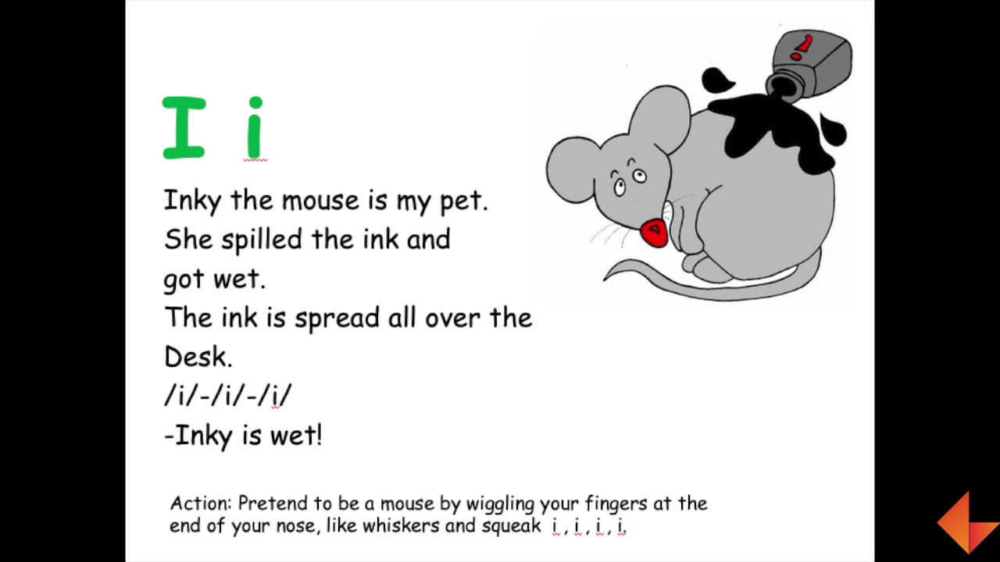 I i
Inky the mouse is my pet.
She spilled the ink and
got wet.
The ink is spread all over the
Desk.
/i/-/i/-/i/
-Inky is wet!
Action: Pretend to be a mouse by wiggling your fingers at the
end of your nose, like whiskers and squeak i , i , i , i.